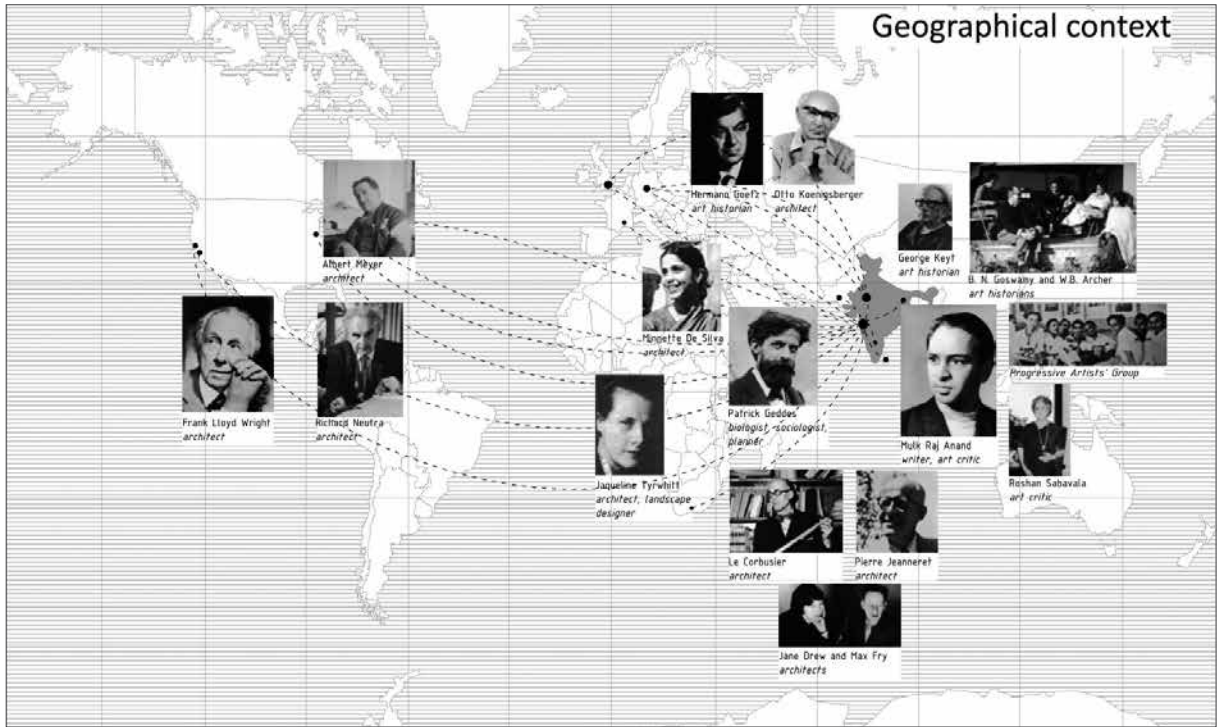 Geographical context
Hermann Goetz
art historian
Otto Koenigsberger
architect
Albert Meyer
architect
George Keyt
art historian
B. N. Goswamy and W.B. Archer
art historians
Minnette De Silva
architect
Progressive Artists' Group
Patrick Geddes
biologist, sociologist,
planner
Frank Lloyd Wright
architect
Richard Neutra
architect
Mulk Raj Anand
writer, art critic
Roshan Sabavala
art critic
Jaqueline Tyrwhitt
architect, landscape
designer
Le Corbusier
architect
Pierre Jeanneret
architect
Jane Drew and Max Fry
architects